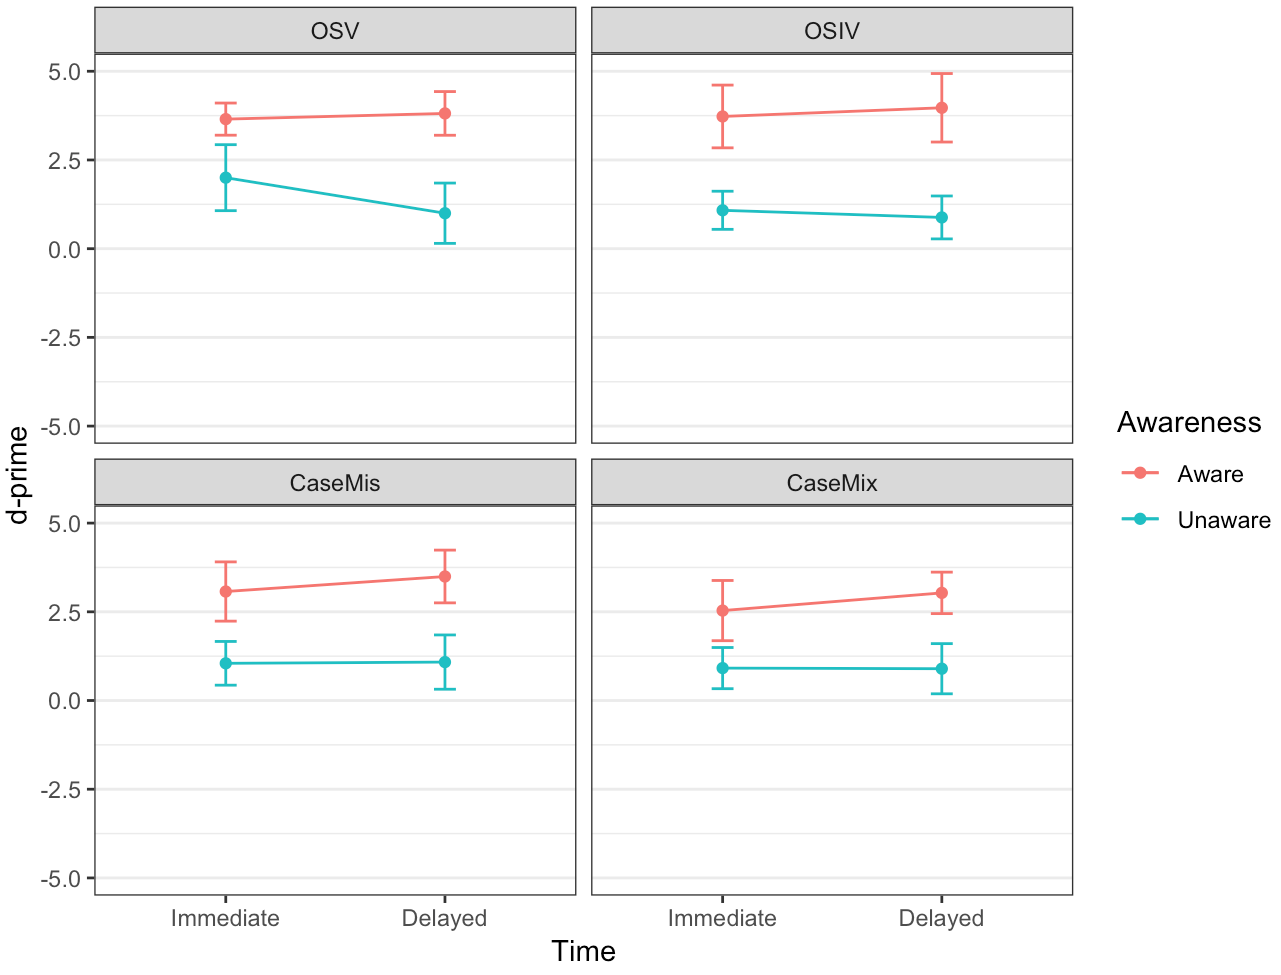 OSV
OSIV
5.0
2.5
0.0
-2.5
-5.0
CaseMis
CaseMix
5.0
2.5
0.0
-2.5
-5.0
d-prime
Immediate
Delayed
Immediate
Delayed
Time
Awareness
Aware
Unaware